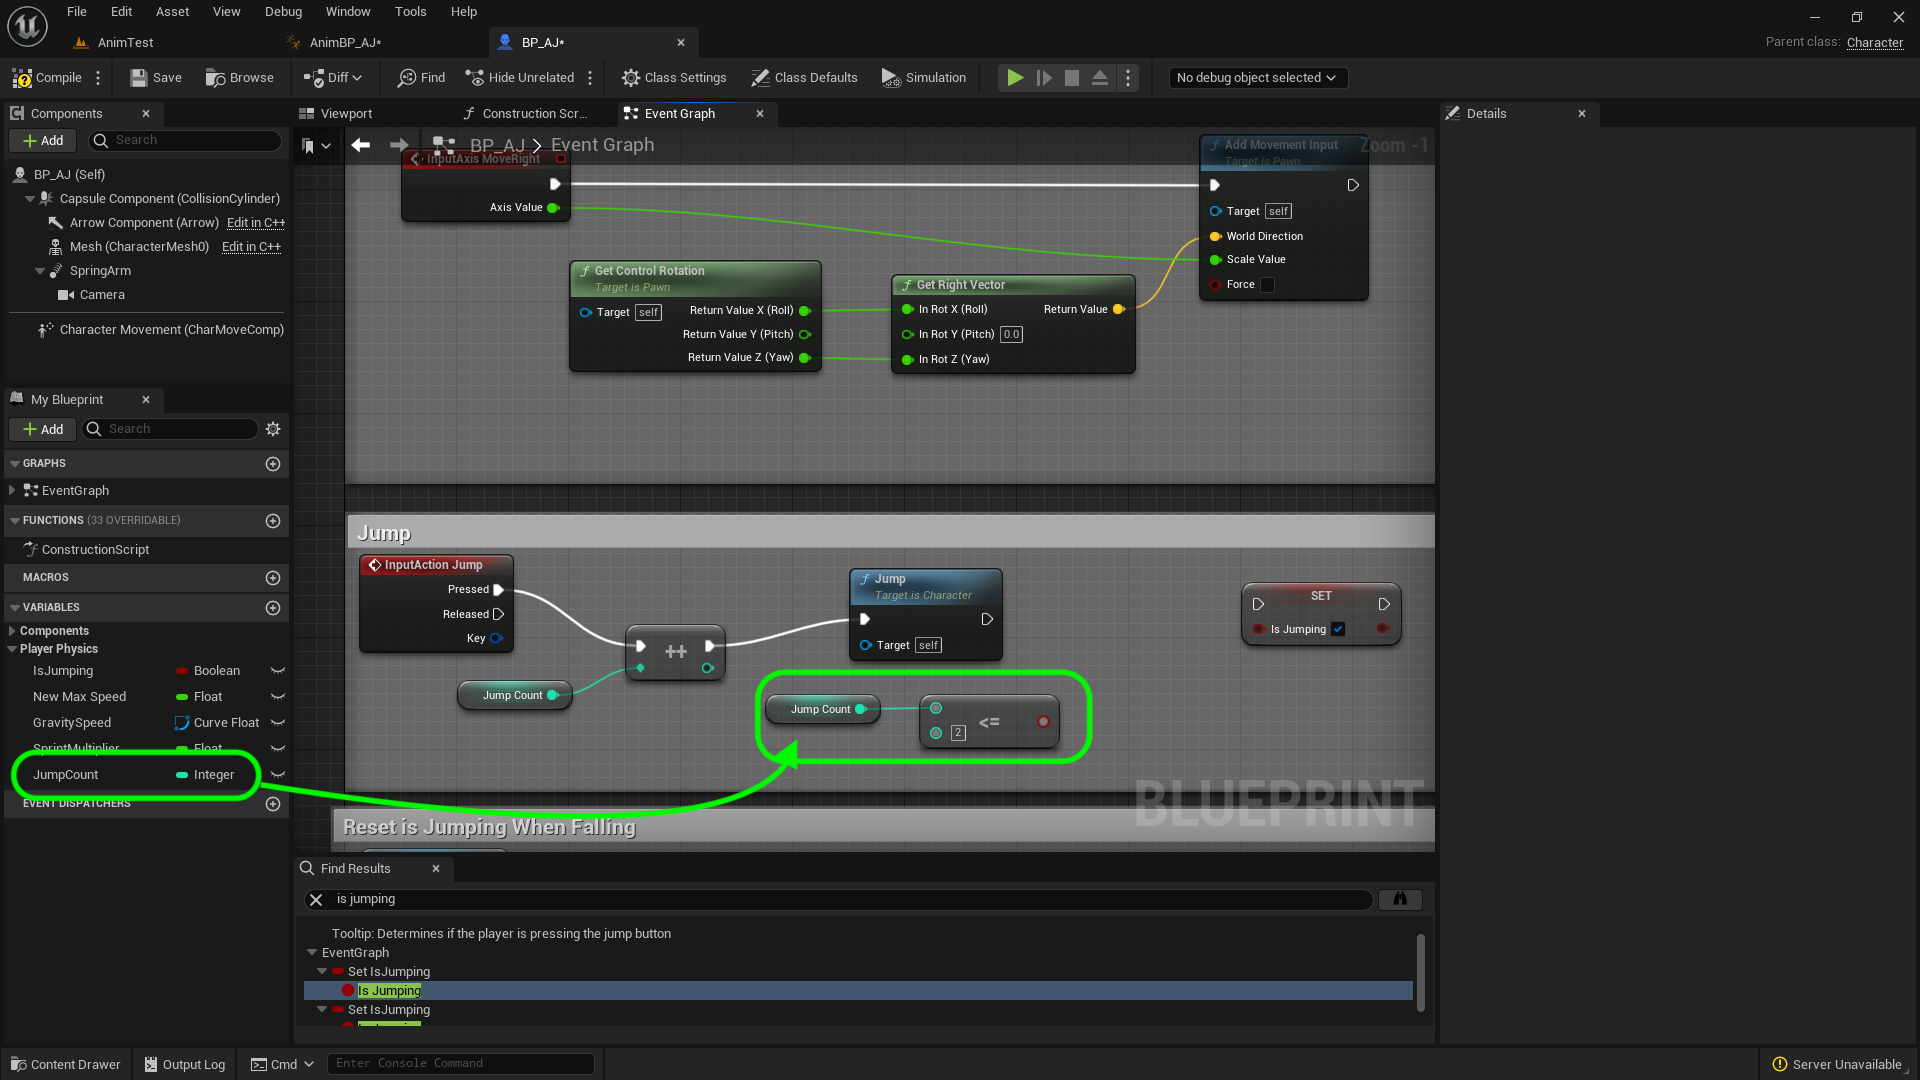 File Edit Asset View Debug Window Tools Help
AnimTest AnimBP_AJ* BP_AJ*
Parent class: Character
Compile Save Browse Diff Find Hide Unrelated Class Settings Class Defaults Simulation No debug object selected
Components
Viewport Construction Scr... Event Graph Details
Add Search
BP_AJ Event Graph Zoom -1
BP_AJ (Self)
Capsule Component (CollisionCylinder)
Arrow Component (Arrow) Edit in C++
Mesh (CharacterMesh0) Edit in C++
SpringArm
Camera
Character Movement (CharMoveComp)
InputAxis MoveRight
Axis Value
Add Movement Input
Target is Pawn
Target self
World Direction
Scale Value
Force
Get Control Rotation
Target is Pawn
Target self
Return Value X (Roll)
Return Value Y (Pitch)
Return Value Z (Yaw)
Get Right Vector
In Rot X (Roll) Return Value
In Rot Y (Pitch) 0.0
In Rot Z (Yaw)
My Blueprint
Add Search
GRAPHS
EventGraph
FUNCTIONS (33 OVERRIDABLE)
ConstructionScript
MACROS
VARIABLES
Components
Player Physics
IsJumping Boolean
New Max Speed Float
GravitySpeed Curve Float
SprintMultiplier Float
JumpCount Integer
EVENT DISPATCHERS
Jump
InputAction Jump
Pressed
Released
Key
++
Jump Count
Jump
Target is Character
Target self
Jump Count
2 <=
SET
Is Jumping
BLUEPRINT
Reset is Jumping When Falling
Find Results
is jumping
Tooltip: Determines if the player is pressing the jump button
EventGraph
Set IsJumping
Is Jumping
Set IsJumping
Content Drawer Output Log Cmd Enter Console Command Server Unavailable